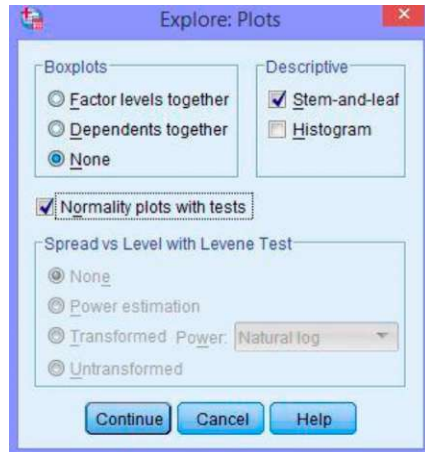 Explore: Plots
Boxplots
Factor levels together
Dependents together
None
Descriptive
Stem-and-leaf
Histogram
Normality plots with tests
Spread vs Level with Levene Test
None
Power estimation
Transformed Power: Natural log
Untransformed
Continue Cancel Help